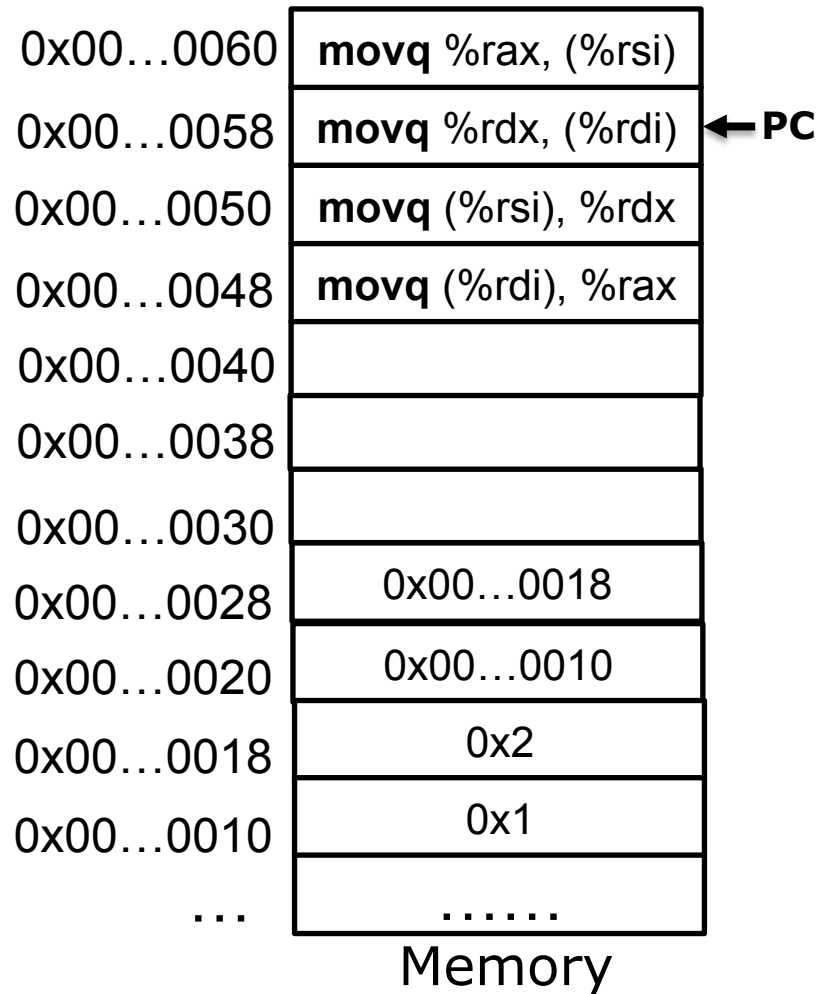 0x00…0060 movq %rax, (%rsi)
0x00…0058 movq %rdx, (%rdi) PC
0x00…0050 movq (%rsi), %rdx
0x00…0048 movq (%rdi), %rax
0x00…0040
0x00…0038
0x00…0030
0x00…0028 0x00…0018
0x00…0020 0x00…0010
0x00…0018 0x2
0x00…0010 0x1
… ……
Memory